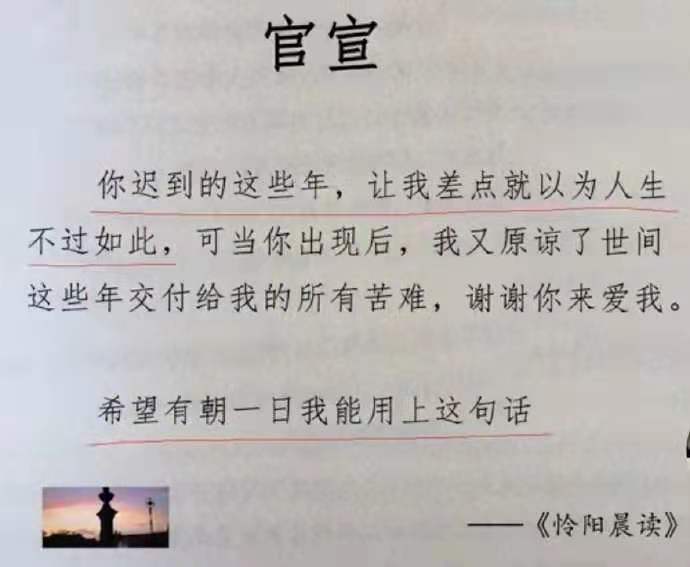 官宣
你迟到的这些年，让我差点就以为人生
不过如此，可当你出现后，我又原谅了世间
这些年交付给我的所有苦难，谢谢你来爱我。
希望有朝一日我能用上这句话
——《怜阳晨读》